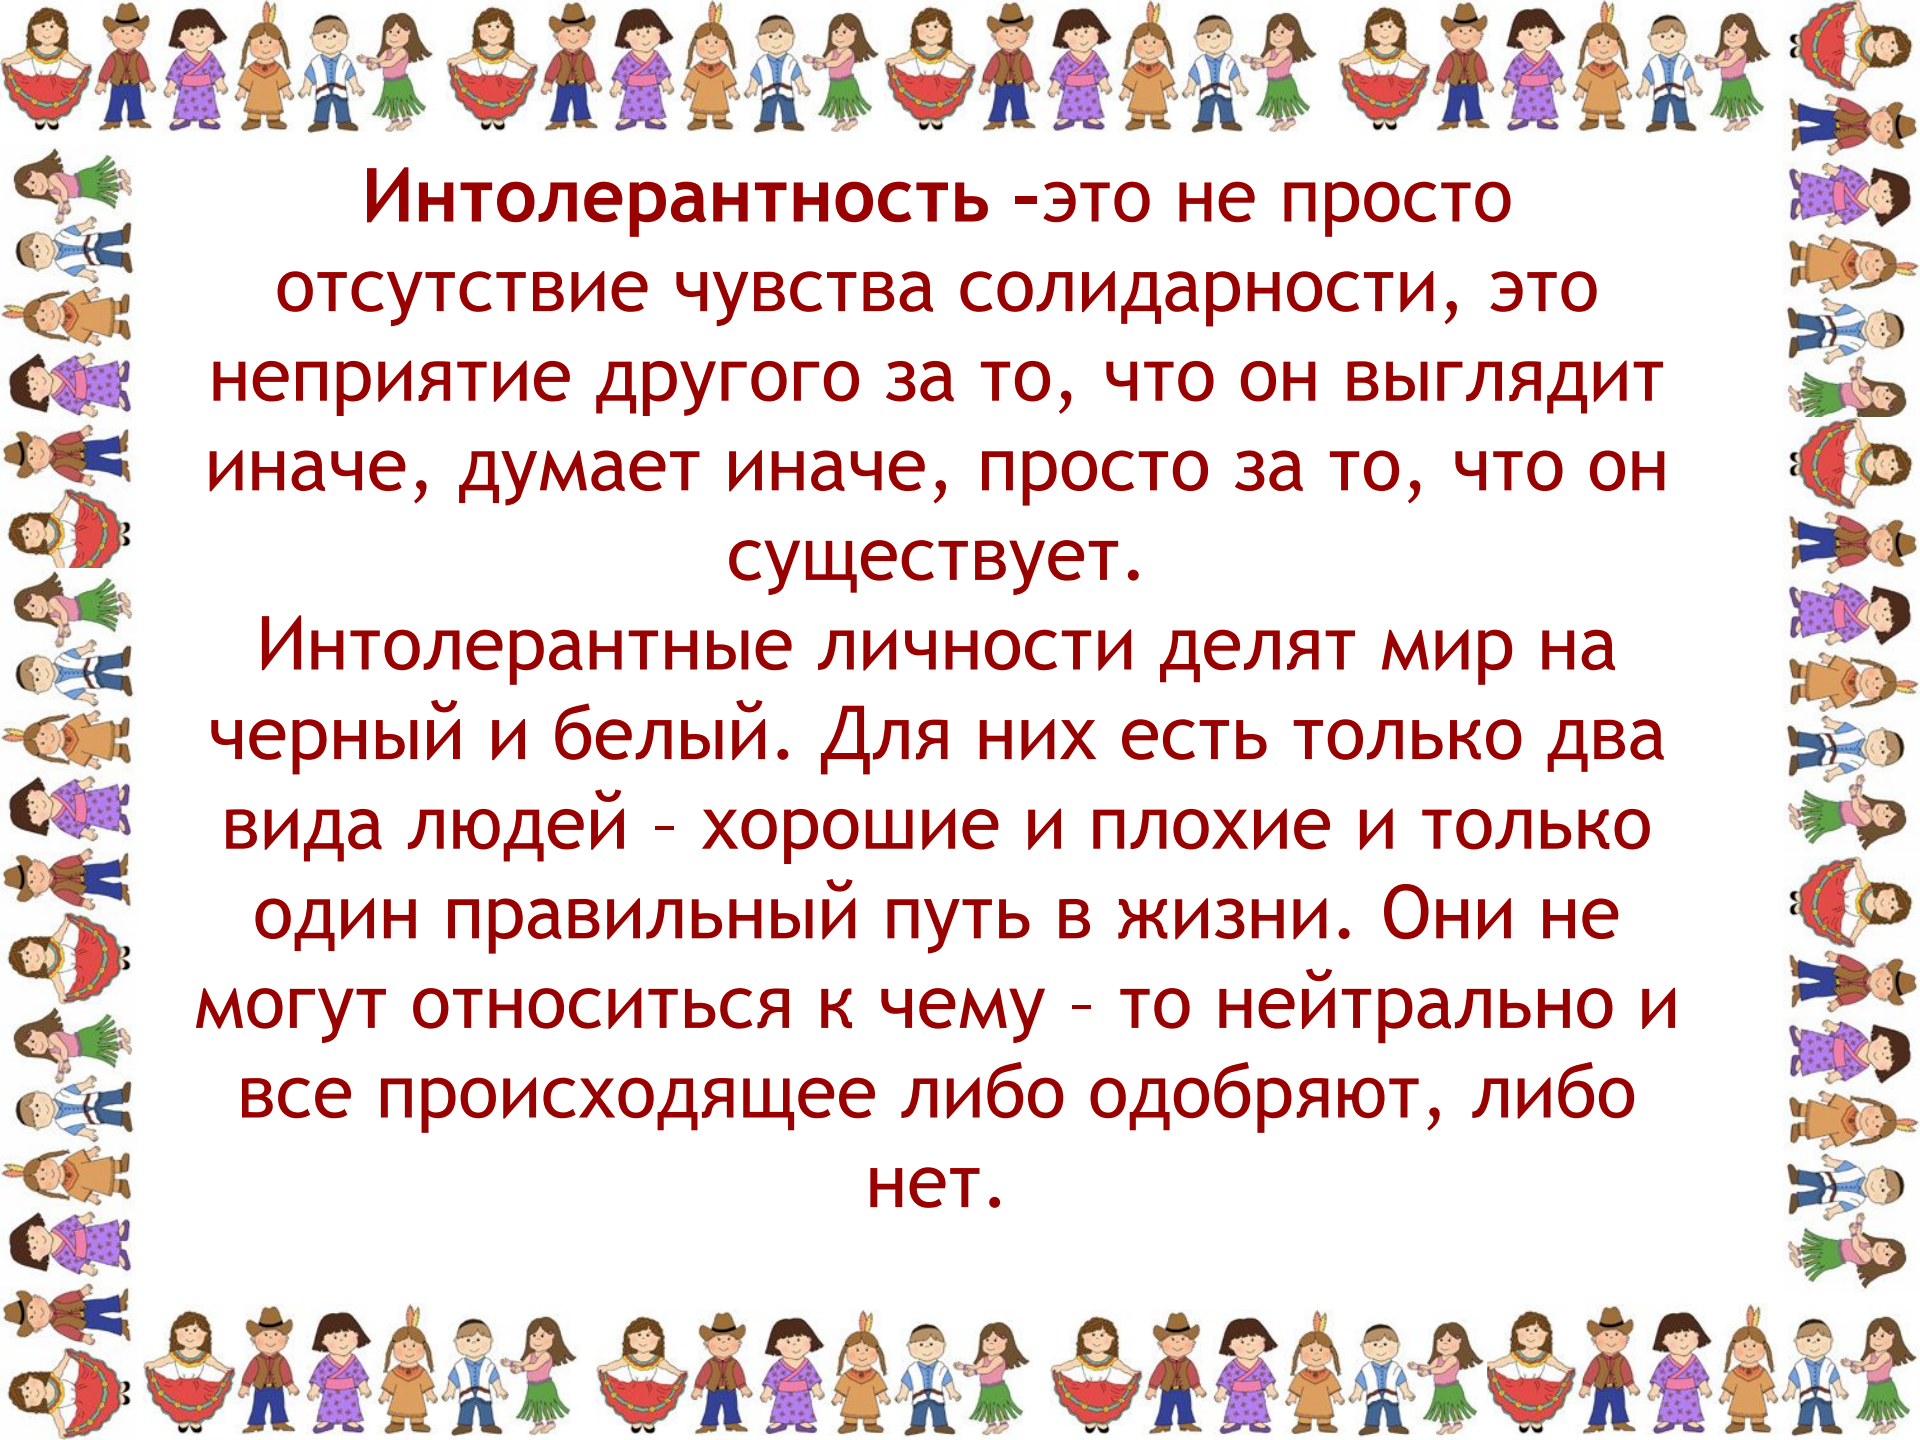 Интолерантность –это не просто
отсутствие чувства солидарности, это
неприятие другого за то, что он выглядит
иначе, думает иначе, просто за то, что он
существует.
Интолерантные личности делят мир на
черный и белый. Для них есть только два
вида людей – хорошие и плохие и только
один правильный путь в жизни. Они не
могут относиться к чему – то нейтрально и
все происходящее либо одобряют, либо
нет.